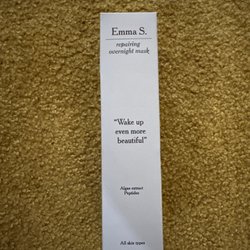 Emma S.
repairing
overnight mask
"Wake up
even more
beautiful"
Algae extract
Peptides
All skin types